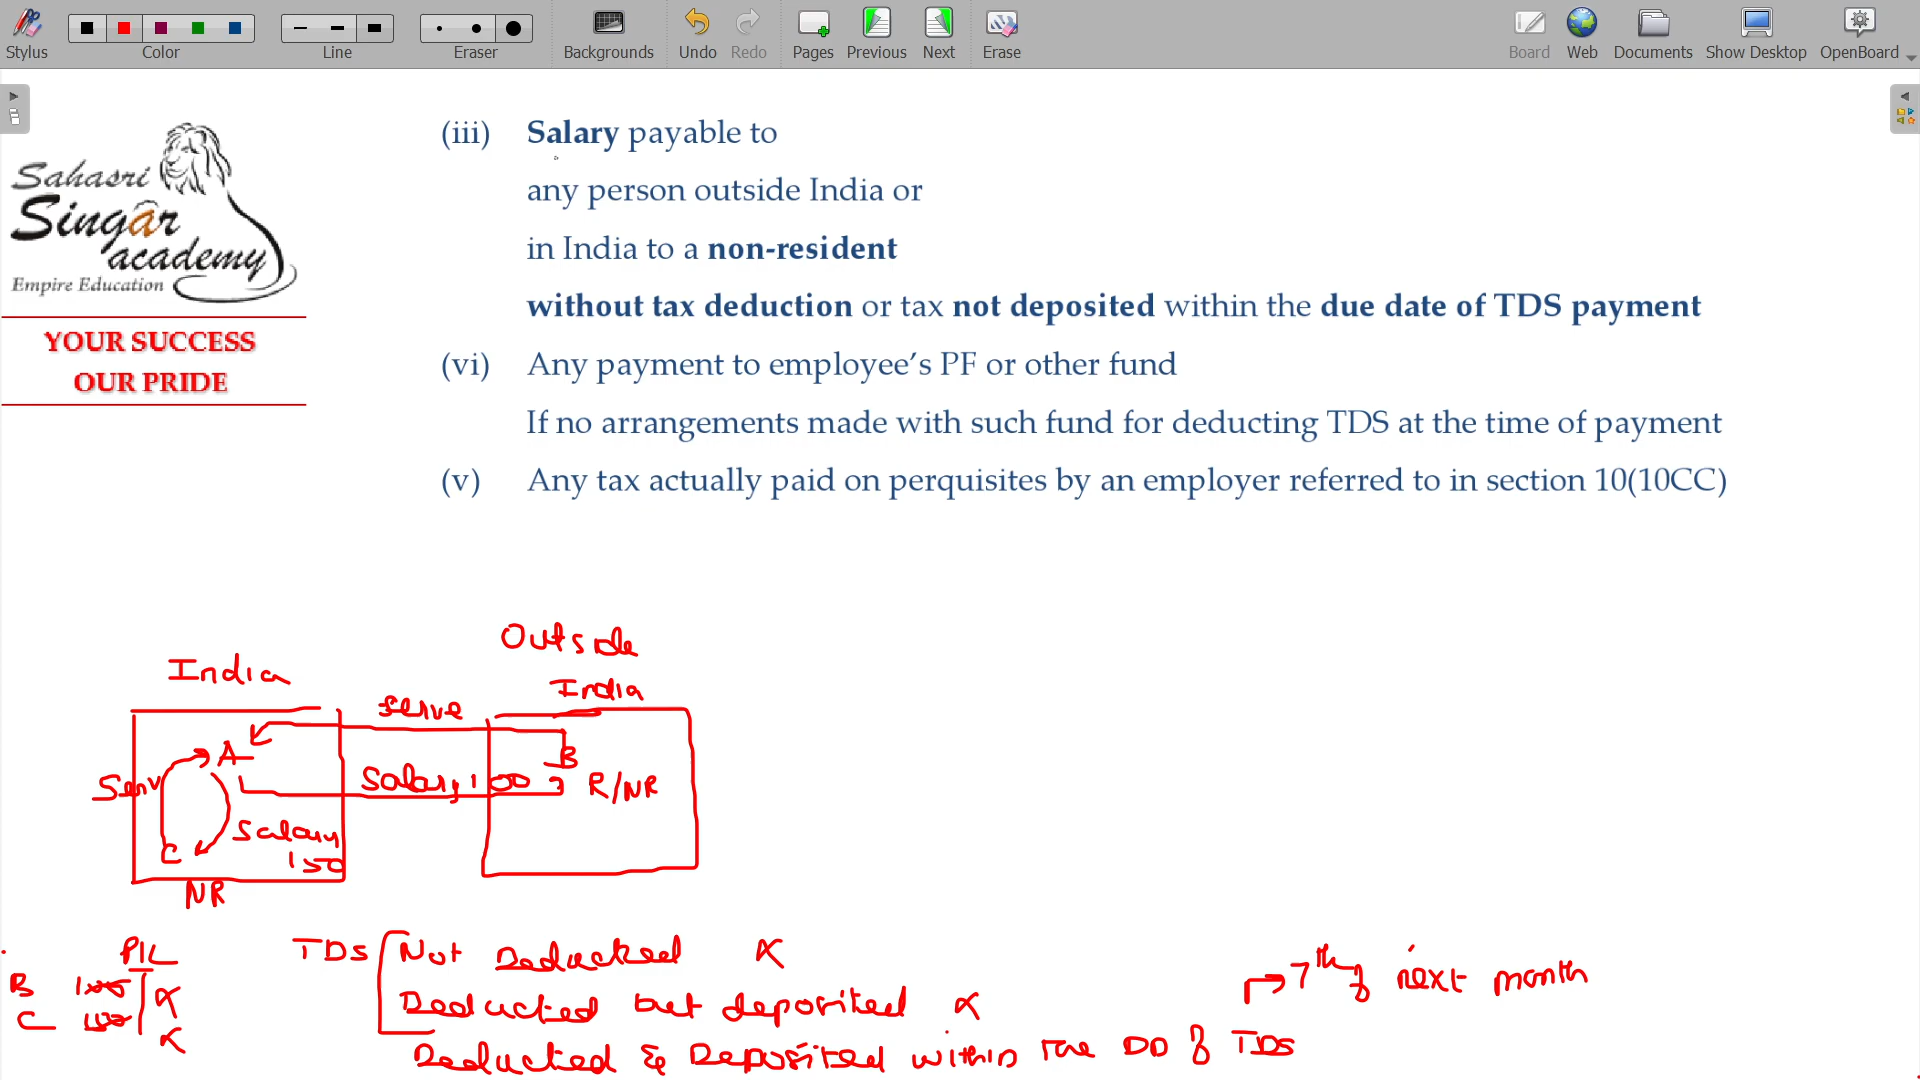 Stylus Color Line Eraser Backgrounds Undo Redo Pages Previous Next Erase Board Web Documents Show Desktop OpenBoard
Sahasri
Singar
academy
Empire Education
YOUR SUCCESS
OUR PRIDE
(iii) Salary payable to
any person outside India or
in India to a non-resident
without tax deduction or tax not deposited within the due date of TDS payment
(vi) Any payment to employee’s PF or other fund
If no arrangements made with such fund for deducting TDS at the time of payment
(v) Any tax actually paid on perquisites by an employer referred to in section 10(10CC)
India
Outside
India
serve
A
B
Serv
Salary 100
R/NR
Salary
150
C
NR
P/L
B 100 x
C 150 x
TDS Not Deducted x
Deducted but deposited x
Deducted & Deposited within the DD of TDS
7th of next month